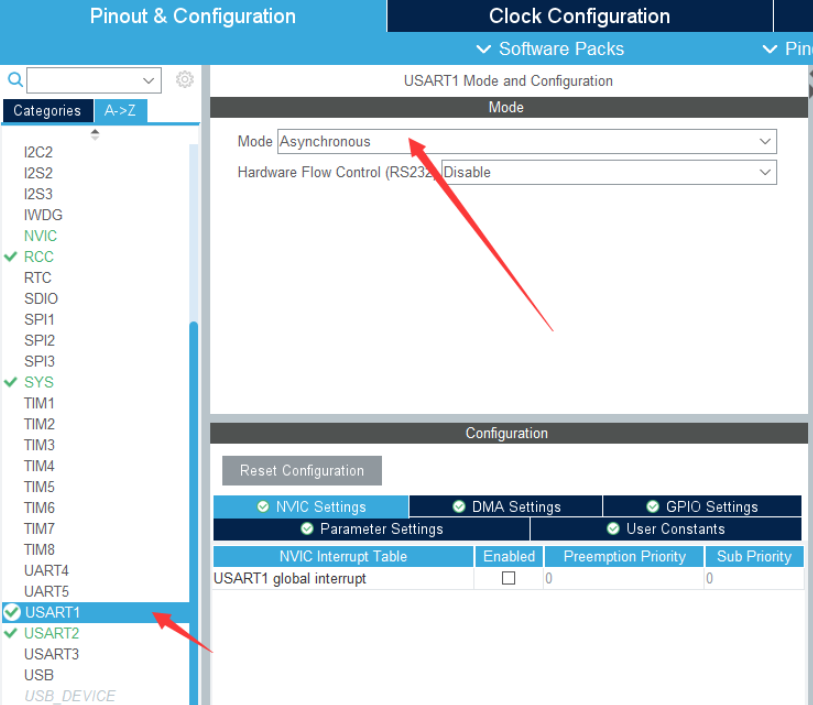 Pinout & Configuration
Clock Configuration
Software Packs
Pin
Categories
A->Z
I2C2
I2S2
I2S3
IWDG
NVIC
RCC
RTC
SDIO
SPI1
SPI2
SPI3
SYS
TIM1
TIM2
TIM3
TIM4
TIM5
TIM6
TIM7
TIM8
UART4
UART5
USART1
USART2
USART3
USB
USB_DEVICE
USART1 Mode and Configuration
Mode
Mode Asynchronous
Hardware Flow Control (RS232) Disable
Configuration
Reset Configuration
NVIC Settings
DMA Settings
GPIO Settings
Parameter Settings
User Constants
NVIC Interrupt Table Enabled Preemption Priority Sub Priority
USART1 global interrupt 0 0